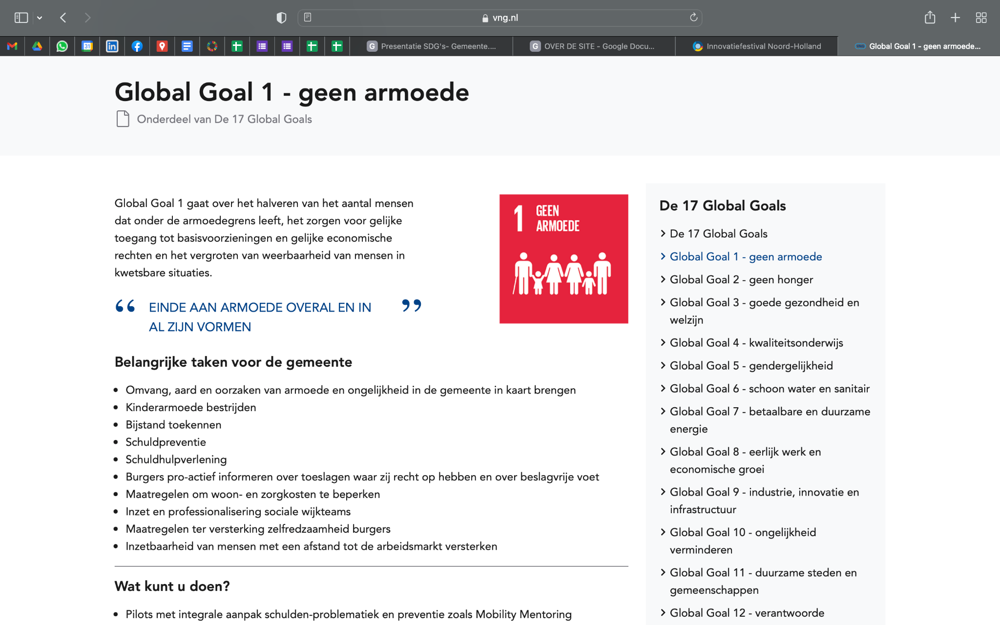 vng.nl
31
Presentatie SDG's- Gemeente....
OVER DE SITE - Google Docu...
Innovatiefestival Noord-Holland
Global Goal 1 - geen armoede...
Global Goal 1 - geen armoede
Onderdeel van De 17 Global Goals
Global Goal 1 gaat over het halveren van het aantal mensen
dat onder de armoedegrens leeft, het zorgen voor gelijke
toegang tot basisvoorzieningen en gelijke economische
rechten en het vergroten van weerbaarheid van mensen in
kwetsbare situaties.
“ EINDE AAN ARMOEDE OVERAL EN IN ”
AL ZIJN VORMEN
1 GEEN
ARMOEDE
Belangrijke taken voor de gemeente
• Omvang, aard en oorzaken van armoede en ongelijkheid in de gemeente in kaart brengen
• Kinderarmoede bestrijden
• Bijstand toekennen
• Schuldpreventie
• Schuldhulpverlening
• Burgers pro-actief informeren over toeslagen waar zij recht op hebben en over beslagvrije voet
• Maatregelen om woon- en zorgkosten te beperken
• Inzet en professionalisering sociale wijkteams
• Maatregelen ter versterking zelfredzaamheid burgers
• Inzetbaarheid van mensen met een afstand tot de arbeidsmarkt versterken
Wat kunt u doen?
• Pilots met integrale aanpak schulden-problematiek en preventie zoals Mobility Mentoring
De 17 Global Goals
De 17 Global Goals
Global Goal 1 - geen armoede
Global Goal 2 - geen honger
Global Goal 3 - goede gezondheid en
welzijn
Global Goal 4 - kwaliteitsonderwijs
Global Goal 5 - gendergelijkheid
Global Goal 6 - schoon water en sanitair
Global Goal 7 - betaalbare en duurzame
energie
Global Goal 8 - eerlijk werk en
economische groei
Global Goal 9 - industrie, innovatie en
infrastructuur
Global Goal 10 - ongelijkheid
verminderen
Global Goal 11 - duurzame steden en
gemeenschappen
Global Goal 12 - verantwoorde